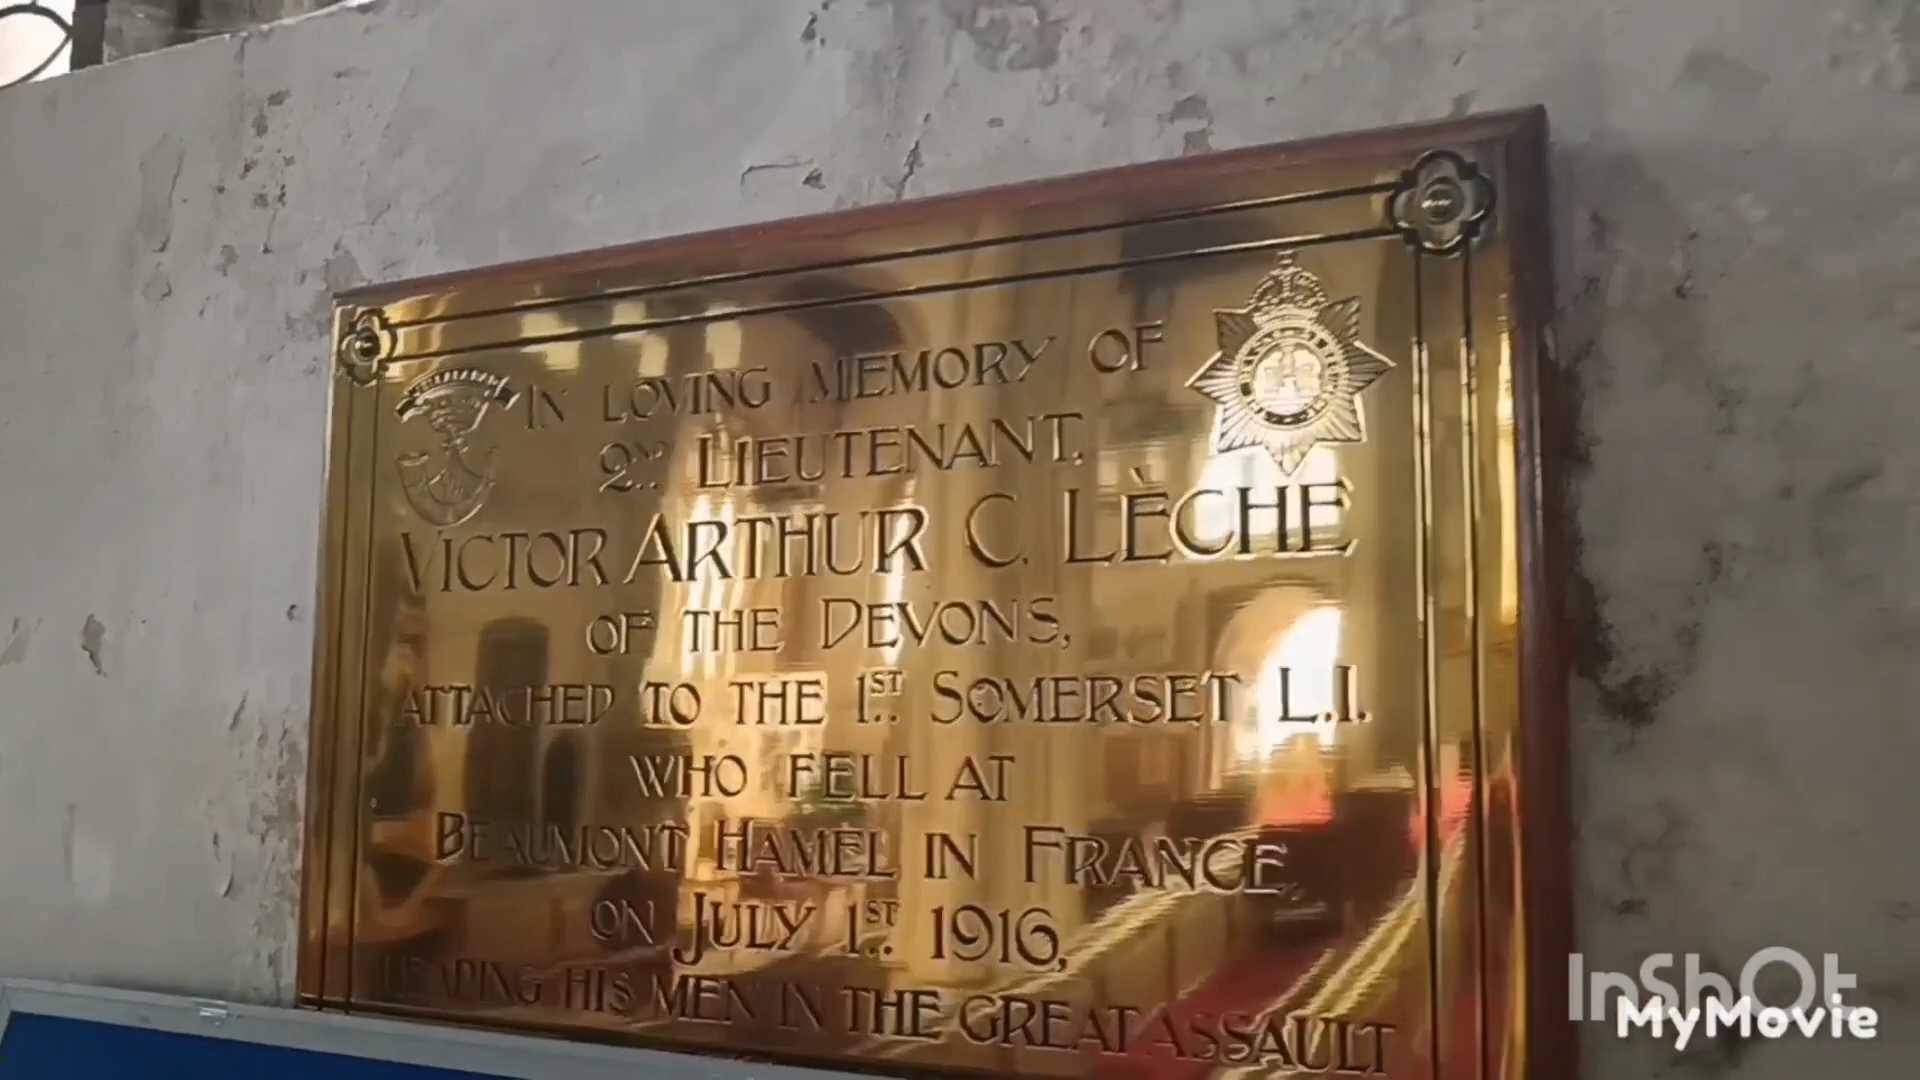 IN LOVING MEMORY OF
2ND LIEUTENANT.
VICTOR ARTHUR C. LÈCHE
OF THE DEVONS,
ATTACHED TO THE 1ST SOMERSET L.I.
WHO FELL AT
BEAUMONT HAMEL IN FRANCE,
ON JULY 1ST 1916,
LEADING HIS MEN IN THE GREAT ASSAULT
InShOt
MyMovie